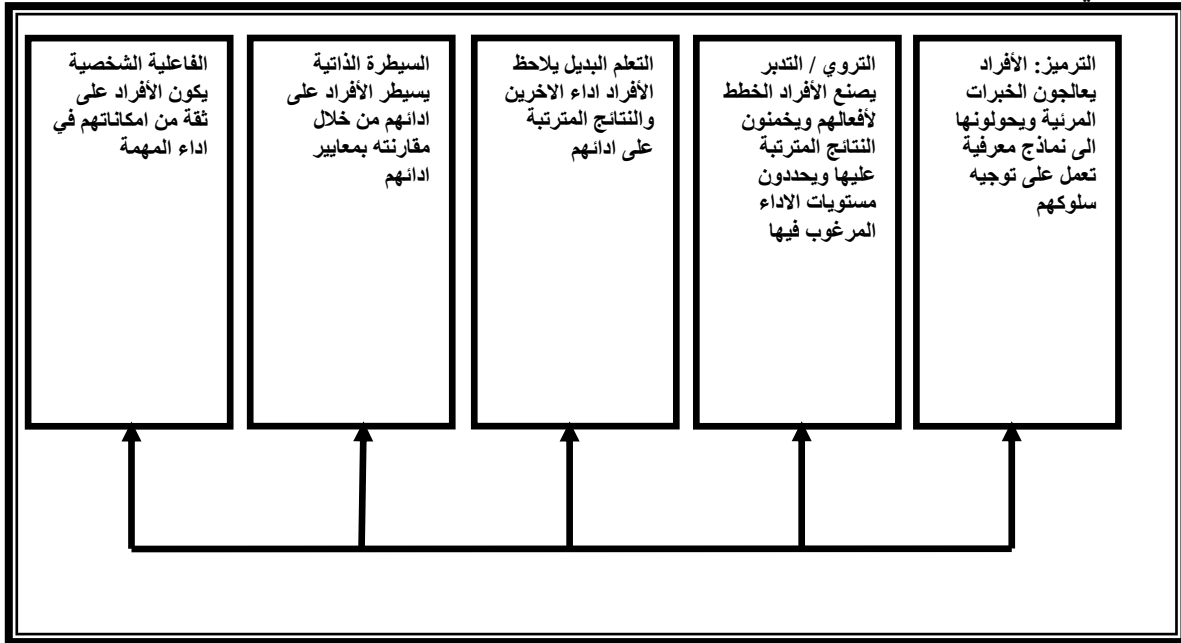 الترميز: الأفراد
يعالجون الخبرات
المرئية ويحولونها
الى نماذج معرفية
تعمل على توجيه
سلوكهم
التروي / التدبر
يصنع الأفراد الخطط
لأفعالهم ويخمنون
النتائج المترتبة
عليها ويحددون
مستويات الاداء
المرغوب فيها
التعلم البديل يلاحظ
الأفراد اداء الاخرين
والنتائج المترتبة
على ادائهم
السيطرة الذاتية
يسيطر الأفراد على
ادائهم من خلال
مقارنته بمعايير
ادائهم
الفاعلية الشخصية
يكون الأفراد على
ثقة من امكاناتهم في
اداء المهمة